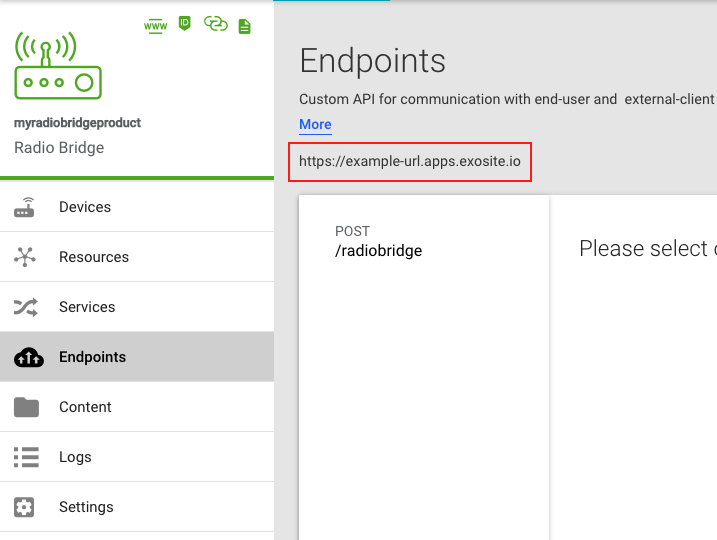 www
ID
myradiobridgeproduct
Radio Bridge
Devices
Resources
Services
Endpoints
Content
Logs
Settings
Endpoints
Custom API for communication with end-user and external-client
More
https://example-url.apps.exosite.io
POST
/radiobridge
Please select